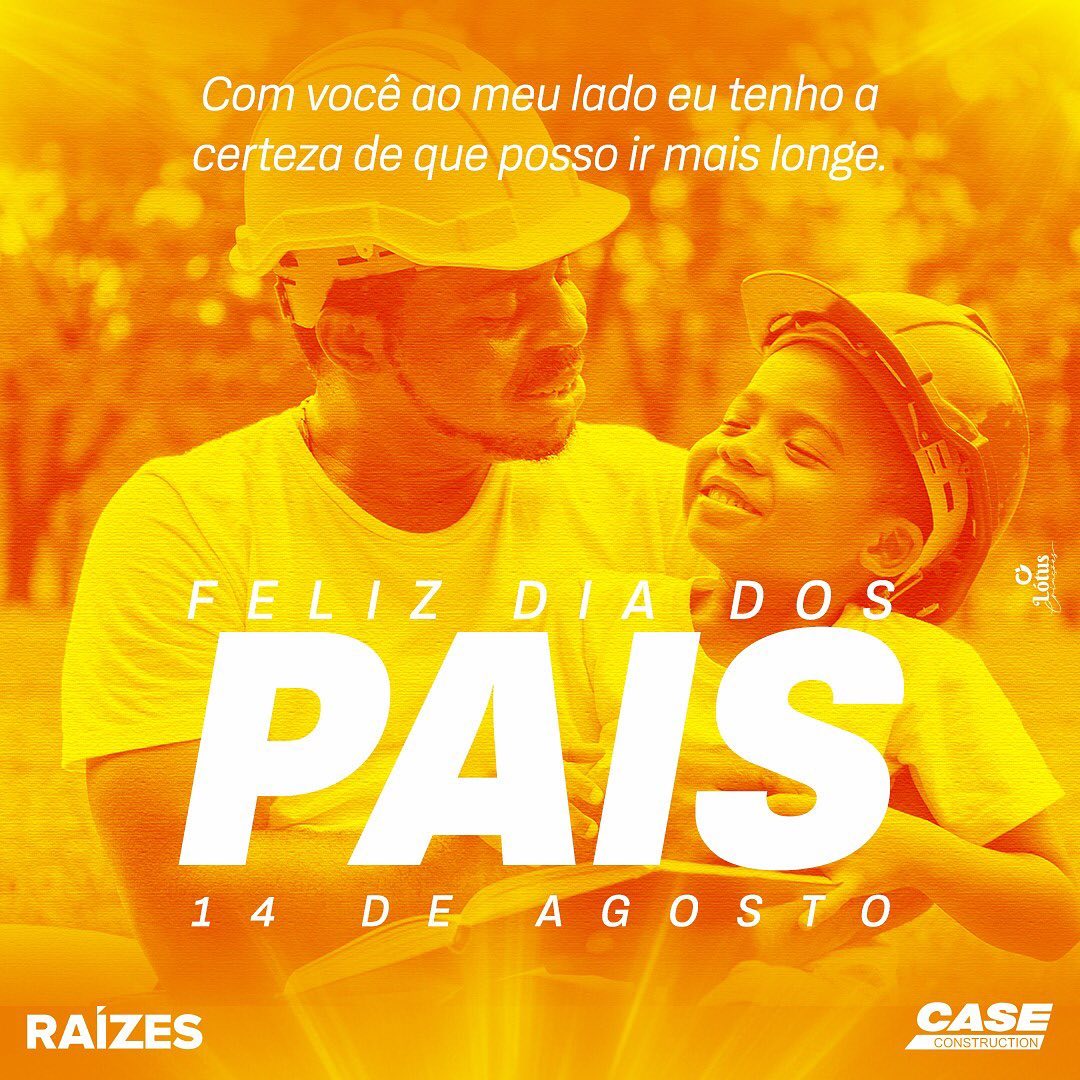 Com você ao meu lado eu tenho a
certeza de que posso ir mais longe.
FELIZ DIA DOS
PAIS
14 DE AGOSTO
Lótus
RAÍZES
CASE
CONSTRUCTION